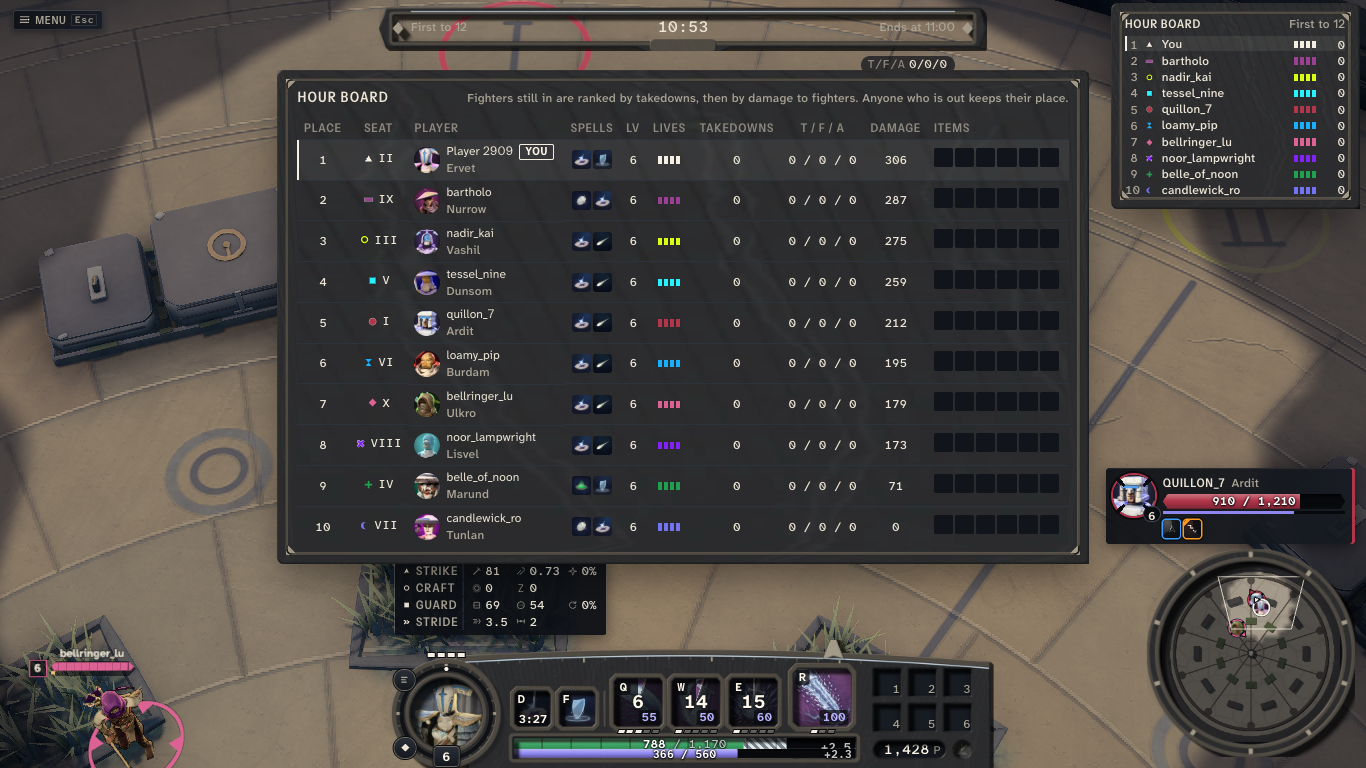 MENU Esc
First to 12 10:53 Ends at 11:00
T/F/A 0/0/0
HOUR BOARD First to 12
1 You 0
2 bartholo 0
3 nadir_kai 0
4 tessel_nine 0
5 quillon_7 0
6 loamy_pip 0
7 bellringer_lu 0
8 noor_lampwright 0
9 belle_of_noon 0
10 candlewick_ro 0
HOUR BOARD Fighters still in are ranked by takedowns, then by damage to fighters. Anyone who is out keeps their place.
PLACE SEAT PLAYER SPELLS LV LIVES TAKEDOWNS T / F / A DAMAGE ITEMS
1 II Player 2909 YOU 6 0 0 / 0 / 0 306
Ervet
2 IX bartholo 6 0 0 / 0 / 0 287
Nurrow
3 III nadir_kai 6 0 0 / 0 / 0 275
Vashil
4 V tessel_nine 6 0 0 / 0 / 0 259
Dunsom
5 I quillon_7 6 0 0 / 0 / 0 212
Ardit
6 VI loamy_pip 6 0 0 / 0 / 0 195
Burdam
7 X bellringer_lu 6 0 0 / 0 / 0 179
Ulkro
8 VIII noor_lampwright 6 0 0 / 0 / 0 173
Lisvel
9 IV belle_of_noon 6 0 0 / 0 / 0 71
Marund
10 VII candlewick_ro 6 0 0 / 0 / 0 0
Tunlan
QUILLON_7 Ardit
910 / 1,210
6
STRIKE 81 0.73 0%
CRAFT 0 0
GUARD 69 54 0%
STRIDE 3.5 2
bellringer_lu
6
D 3:27
F
Q 6 55
W 14 50
E 15 60
R 100
1 2 3
4 5 6
788 / 1,170 +2.5
366 / 560 +2.3
6
1,428 P